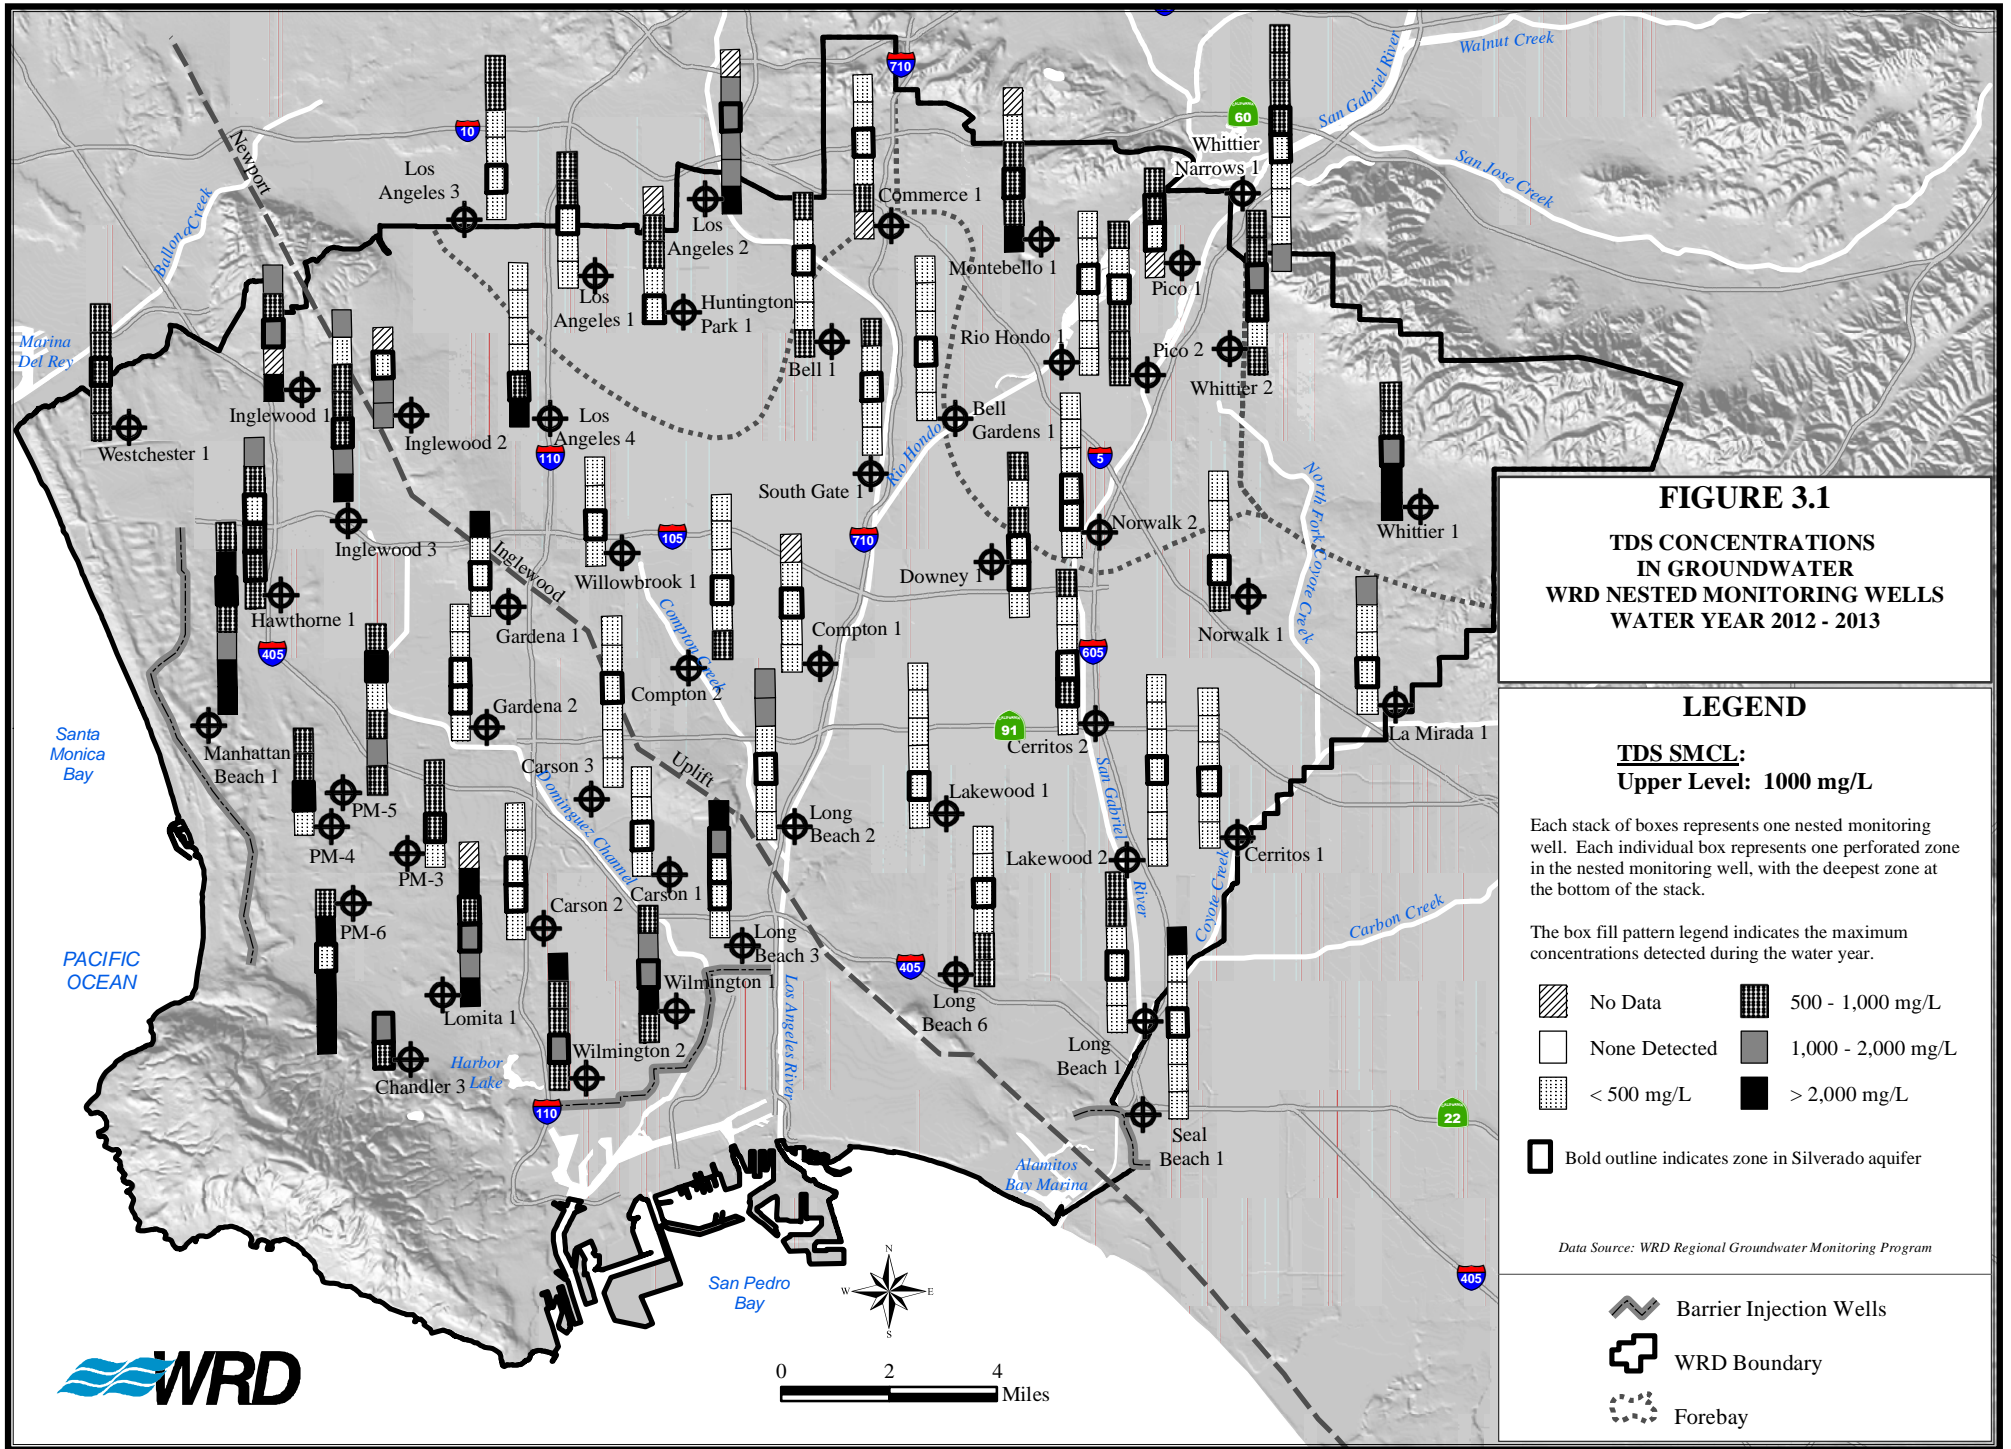 Walnut Creek
San Gabriel River
710
10
60
Whittier
Narrows 1
San Jose Creek
Newport
Los
Angeles 3
Ballona Creek
Commerce 1
Los
Angeles 2
Montebello 1
Pico 1
Los
Angeles 1
Huntington
Park 1
Marina
Del Rey
Rio Hondo 1
Pico 2
Bell 1
Whittier 2
Inglewood 1
Inglewood 2
Los
Angeles 4
Bell
Gardens 1
Westchester 1
110
Rio Hondo
5
South Gate 1
North Fork Coyote Creek
Whittier 1
Norwalk 2
Inglewood 3
Inglewood
105
710
Willowbrook 1
Downey 1
Hawthorne 1
Gardena 1
Compton Creek
Compton 1
Norwalk 1
405
605
Compton 2
Gardena 2
91
Cerritos 2
La Mirada 1
Santa
Monica
Bay
Manhattan
Beach 1
Carson 3
Uplift
PM-5
Dominguez Channel
San Gabriel
River
Lakewood 1
Long
Beach 2
PM-4
Lakewood 2
Cerritos 1
PM-3
Carson 1
Coyote Creek
Carson 2
Carbon Creek
PM-6
Long
Beach 3
PACIFIC
OCEAN
405
Wilmington 1
Los Angeles River
Long
Beach 6
Lomita 1
Wilmington 2
Long
Beach 1
Harbor
Lake
Chandler 3
110
22
Seal
Beach 1
Alamitos
Bay Marina
San Pedro
Bay
405
N
W
E
S
0 2 4
Miles
WRD
FIGURE 3.1
TDS CONCENTRATIONS
IN GROUNDWATER
WRD NESTED MONITORING WELLS
WATER YEAR 2012 - 2013
LEGEND
TDS SMCL:
Upper Level: 1000 mg/L
Each stack of boxes represents one nested monitoring
well. Each individual box represents one perforated zone
in the nested monitoring well, with the deepest zone at
the bottom of the stack.
The box fill pattern legend indicates the maximum
concentrations detected during the water year.
No Data
500 - 1,000 mg/L
None Detected
1,000 - 2,000 mg/L
< 500 mg/L
> 2,000 mg/L
Bold outline indicates zone in Silverado aquifer
Data Source: WRD Regional Groundwater Monitoring Program
Barrier Injection Wells
WRD Boundary
Forebay